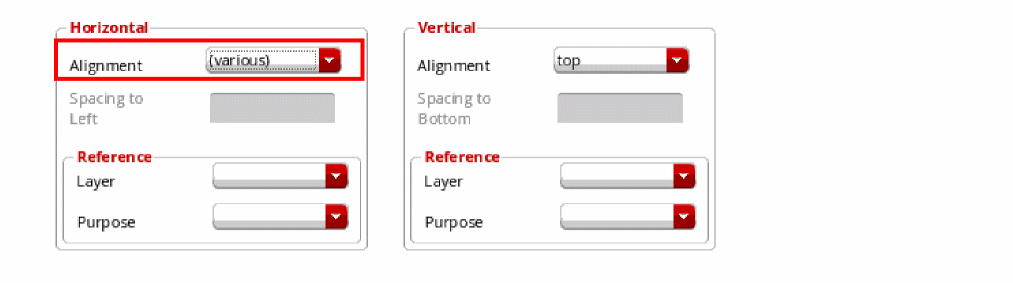 Horizontal
Alignment (various)
Spacing to
Left
Reference
Layer
Purpose
Vertical
Alignment top
Spacing to
Bottom
Reference
Layer
Purpose